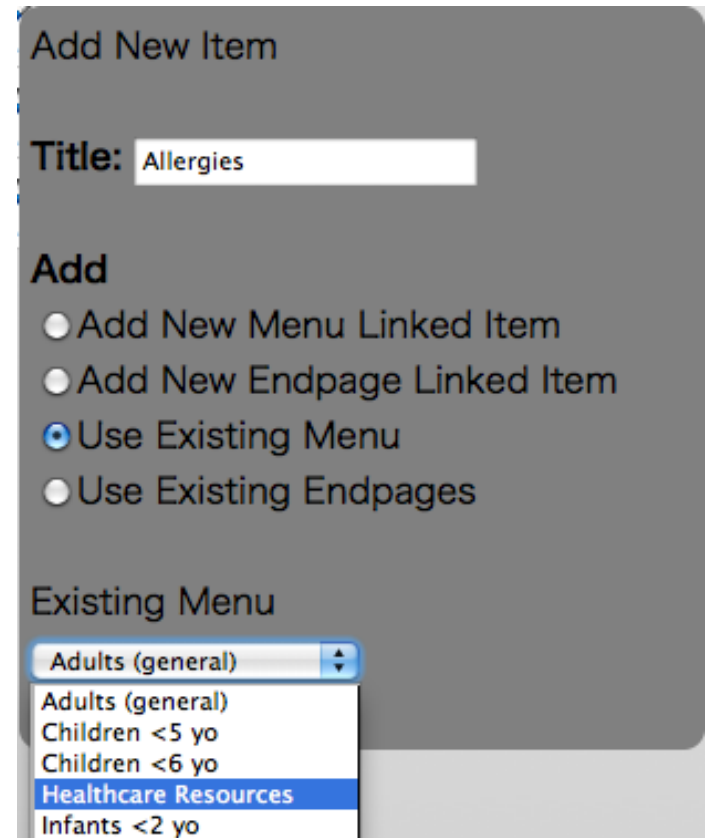 Add New Item
Title: Allergies
Add
Add New Menu Linked Item
Add New Endpage Linked Item
Use Existing Menu
Use Existing Endpages
Existing Menu
Adults (general)
Adults (general)
Children <5 yo
Children <6 yo
Healthcare Resources
Infants <2 yo